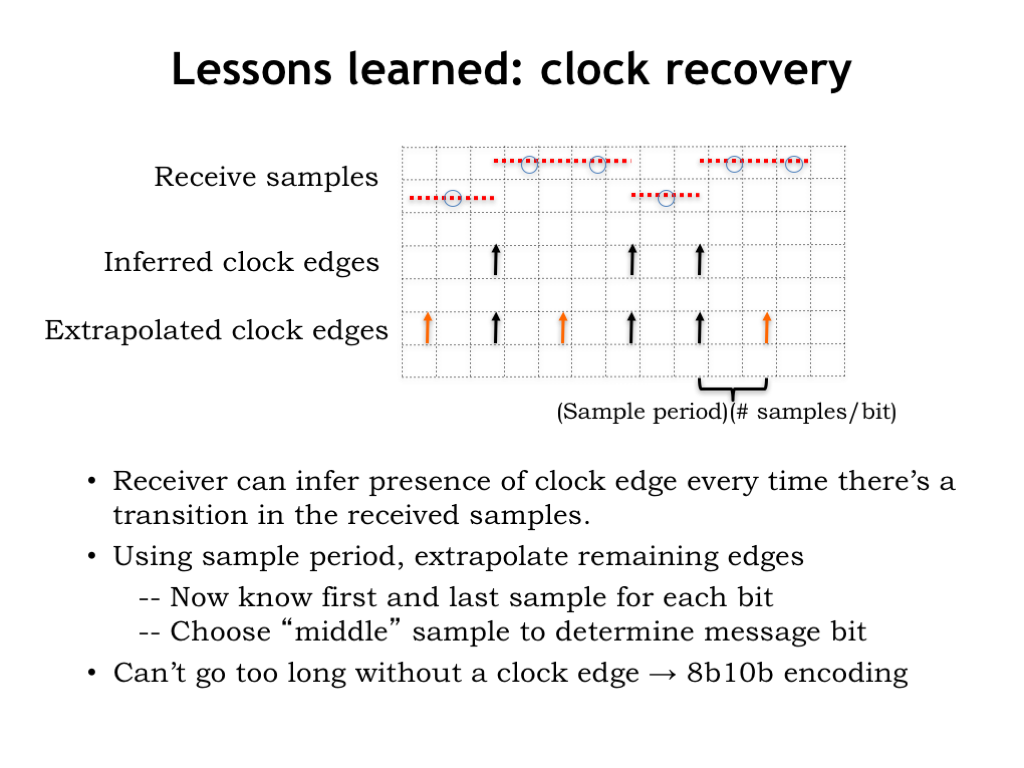 Lessons learned: clock recovery
Receive samples
Inferred clock edges
Extrapolated clock edges
(Sample period)(# samples/bit)
• Receiver can infer presence of clock edge every time there’s a
transition in the received samples.
• Using sample period, extrapolate remaining edges
-- Now know first and last sample for each bit
-- Choose “middle” sample to determine message bit
• Can’t go too long without a clock edge → 8b10b encoding